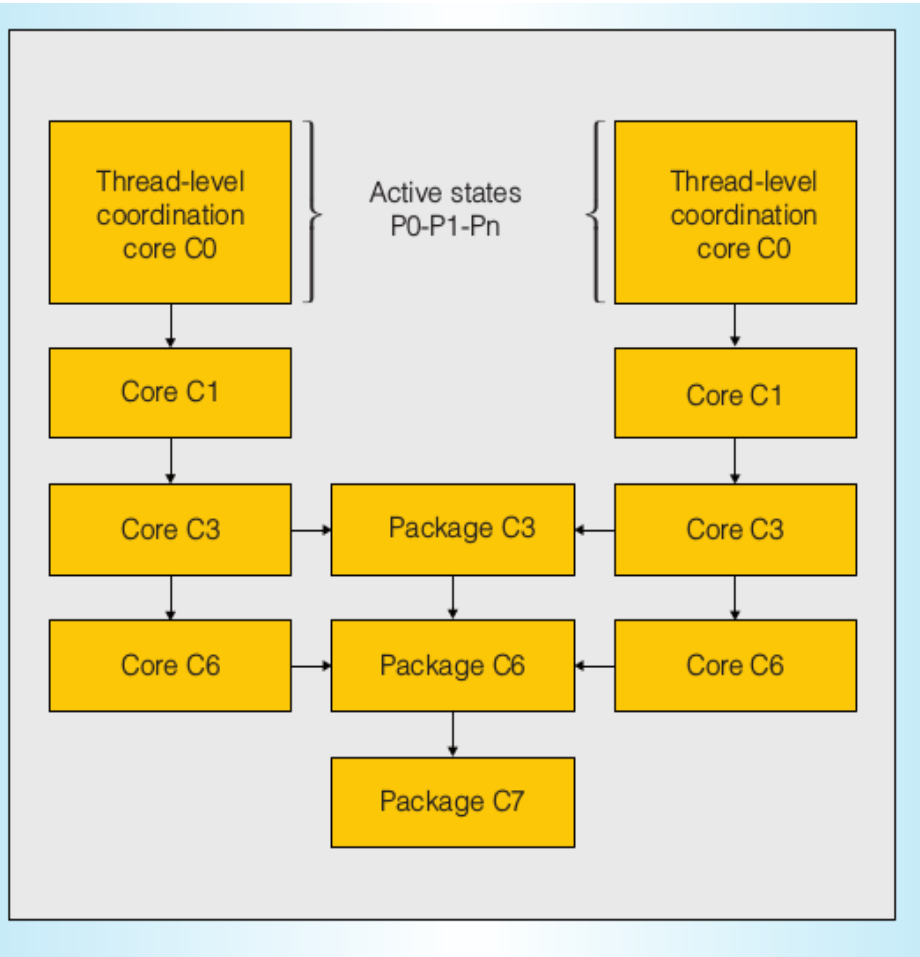 Thread-level
coordination
core C0
Active states
P0-P1-Pn
Thread-level
coordination
core C0
Core C1
Core C1
Core C3
Package C3
Core C3
Core C6
Package C6
Core C6
Package C7